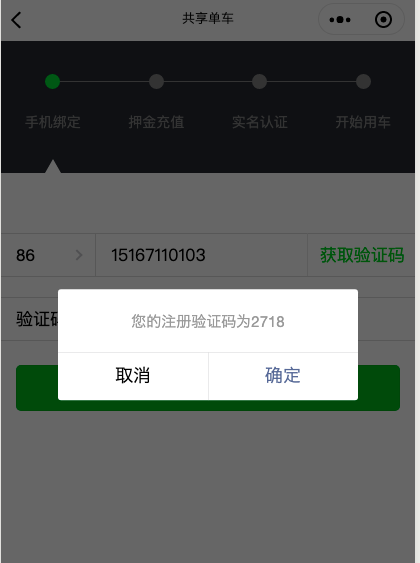 共享单车
手机绑定 押金充值 实名认证 开始用车
86 15167110103 获取验证码
验证码
您的注册验证码为2718
取消 确定